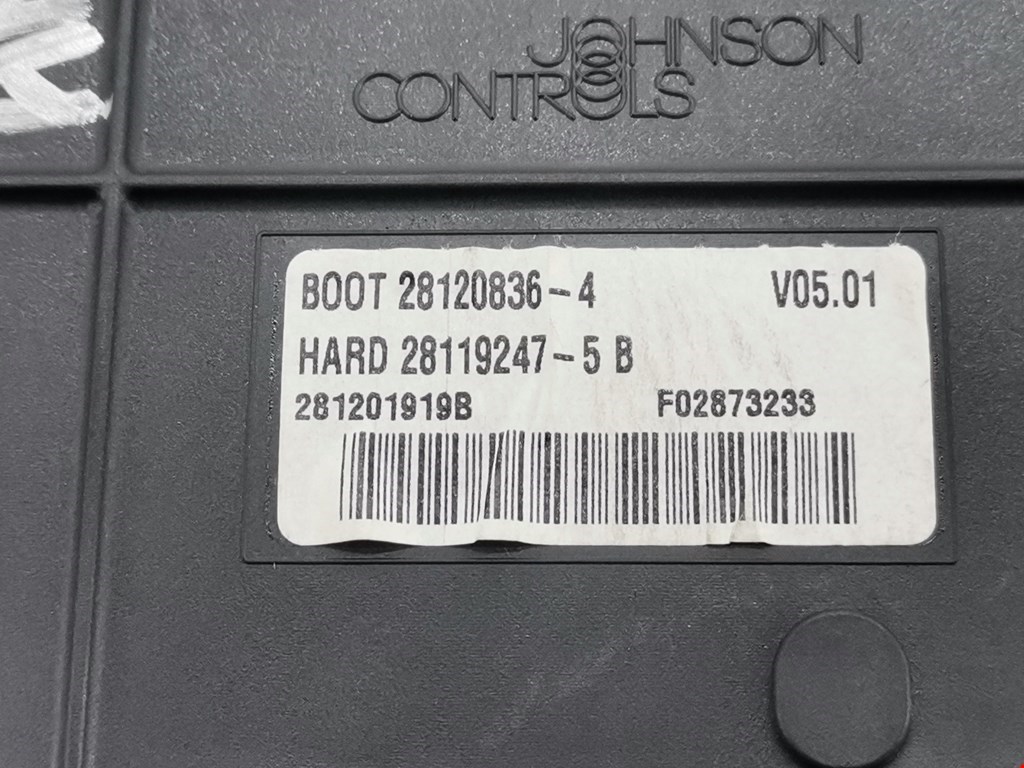 JOHNSON
CONTROLS
BOOT 28120836-4 V05.01
HARD 28119247-5 B
281201919B F02873233